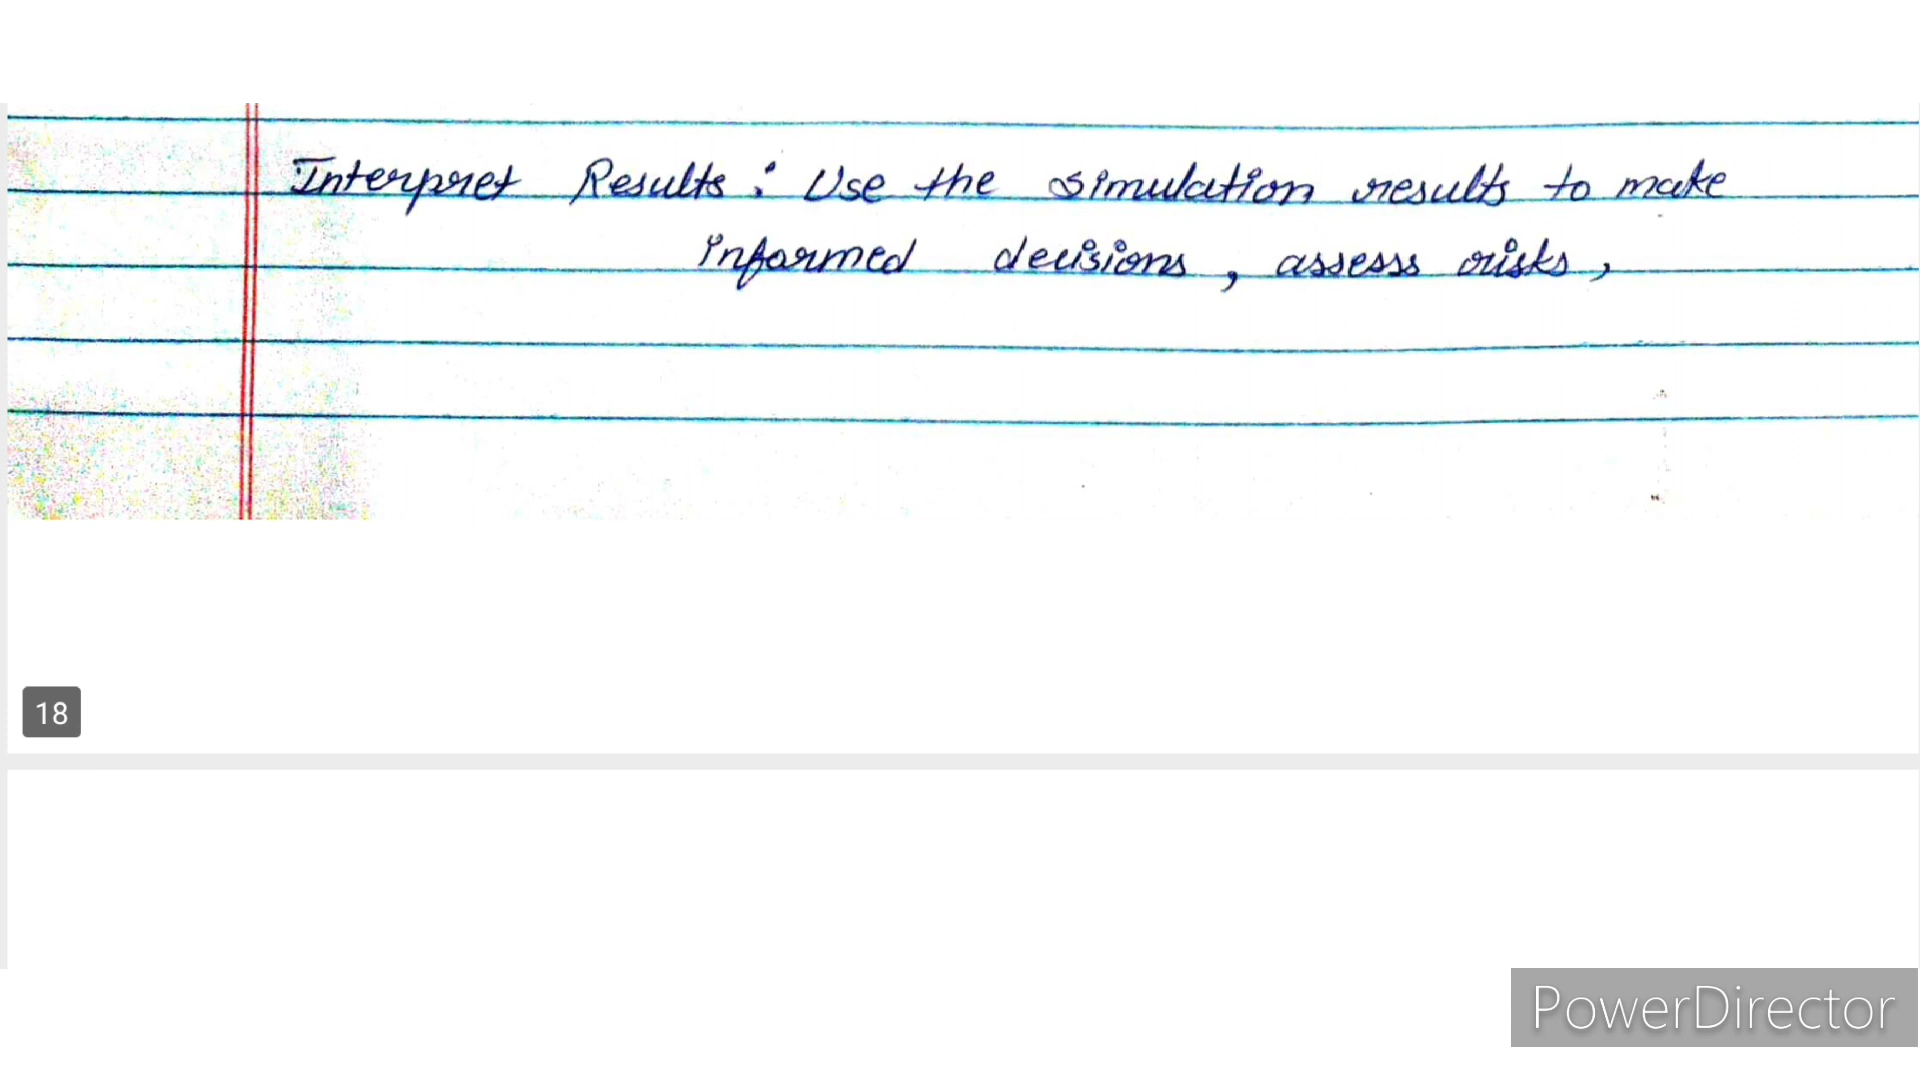 Interpret Results : Use the simulation results to make
informed decisions , assesss risks ,
18
PowerDirector